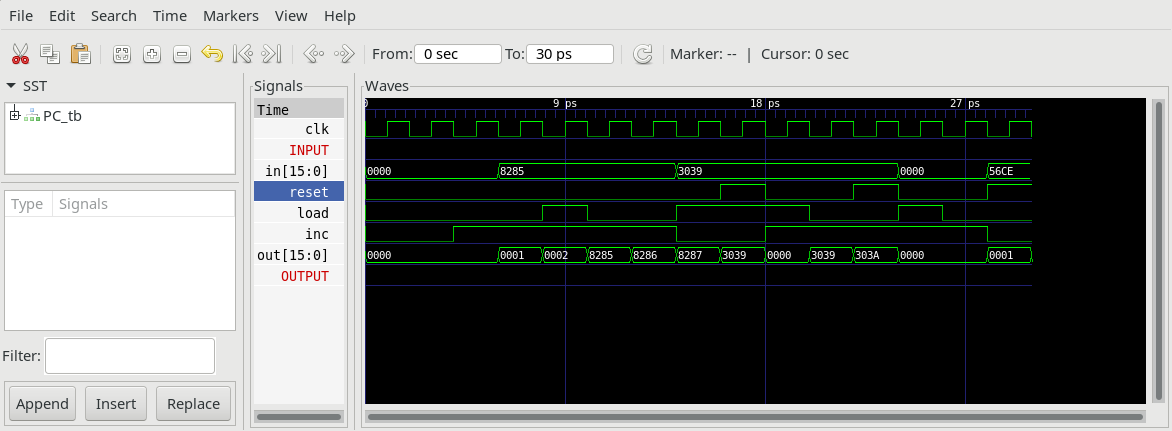 File Edit Search Time Markers View Help
From: 0 sec To: 30 ps Marker: -- | Cursor: 0 sec
SST
PC_tb
Type Signals
Filter:
Append Insert Replace
Signals
Time
clk
INPUT
in[15:0]
reset
load
inc
out[15:0]
OUTPUT
Waves
0 9 ps 18 ps 27 ps
0000 8285 3039 0000 56CE
0000 0001 0002 8285 8286 8287 3039 0000 3039 303A 0000 0001